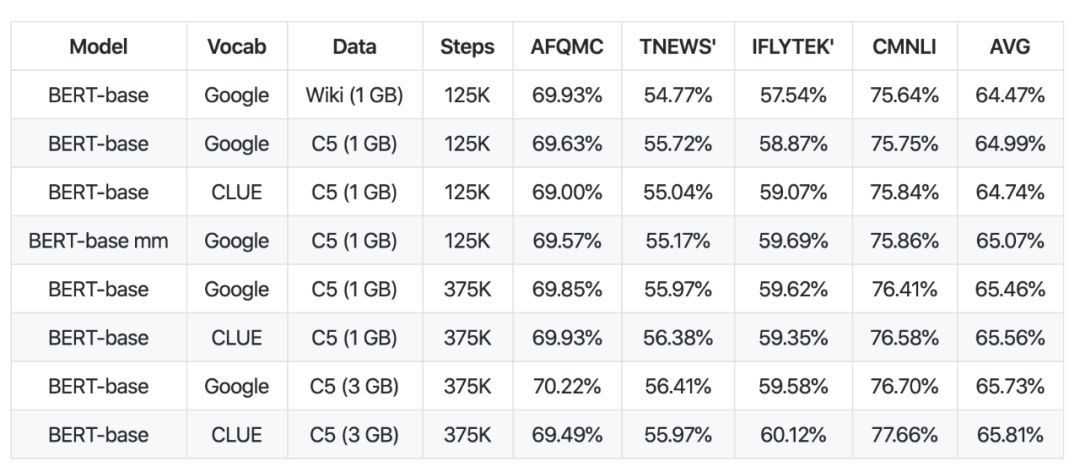 Model Vocab Data Steps AFQMC TNEWS' IFLYTEK' CMNLI AVG
BERT-base Google Wiki (1 GB) 125K 69.93% 54.77% 57.54% 75.64% 64.47%
BERT-base Google C5 (1 GB) 125K 69.63% 55.72% 58.87% 75.75% 64.99%
BERT-base CLUE C5 (1 GB) 125K 69.00% 55.04% 59.07% 75.84% 64.74%
BERT-base mm Google C5 (1 GB) 125K 69.57% 55.17% 59.69% 75.86% 65.07%
BERT-base Google C5 (1 GB) 375K 69.85% 55.97% 59.62% 76.41% 65.46%
BERT-base CLUE C5 (1 GB) 375K 69.93% 56.38% 59.35% 76.58% 65.56%
BERT-base Google C5 (3 GB) 375K 70.22% 56.41% 59.58% 76.70% 65.73%
BERT-base CLUE C5 (3 GB) 375K 69.49% 55.97% 60.12% 77.66% 65.81%